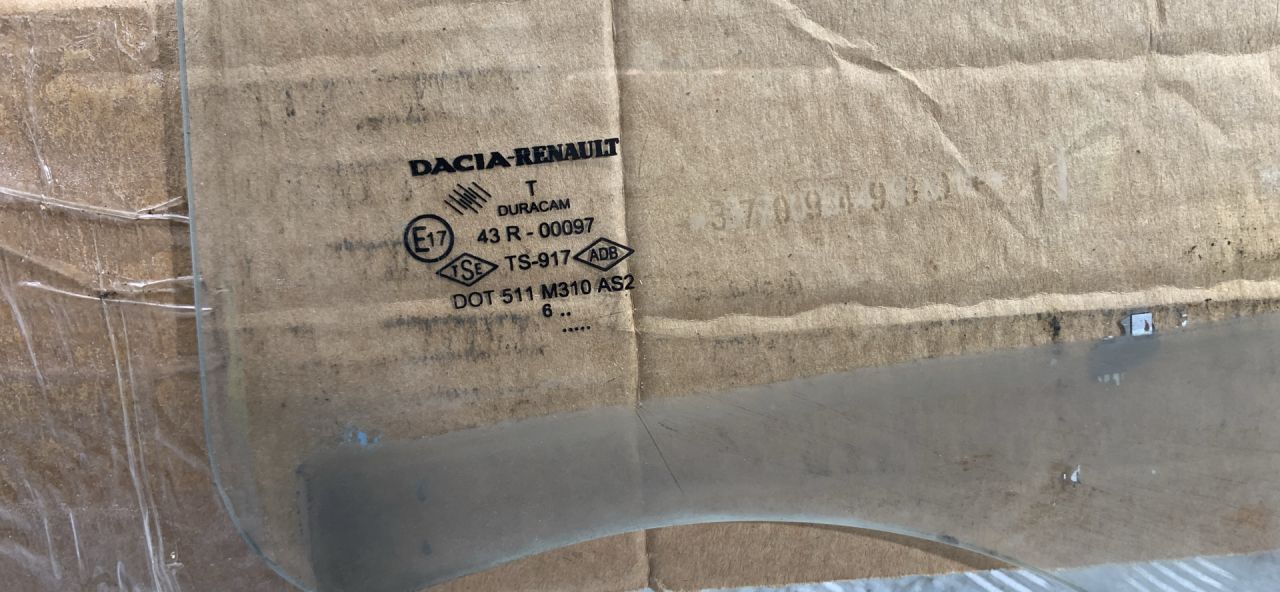 DACIA-RENAULT
T
DURACAM
E17 43 R - 00097
TSE TS-917 ADB
DOT 511 M310 AS2
6 ..
.....